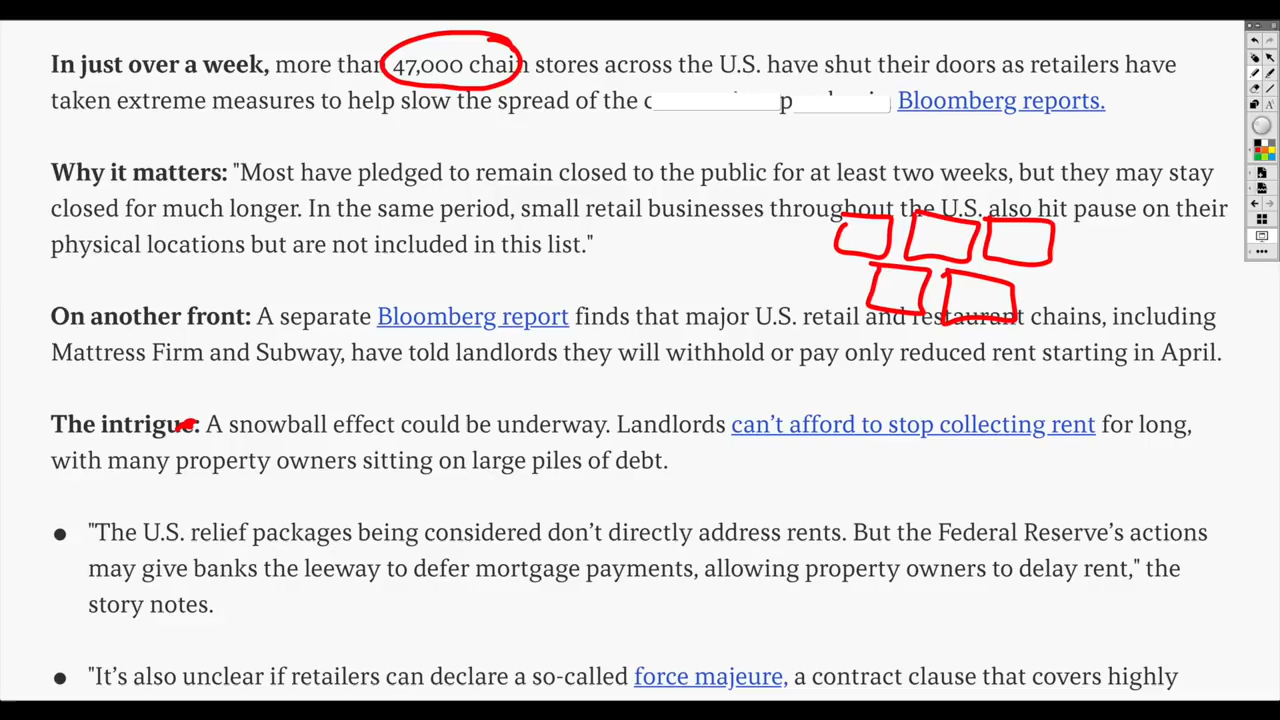 In just over a week, more than 47,000 chain stores across the U.S. have shut their doors as retailers have
taken extreme measures to help slow the spread of the Bloomberg reports.
Why it matters: "Most have pledged to remain closed to the public for at least two weeks, but they may stay
closed for much longer. In the same period, small retail businesses throughout the U.S. also hit pause on their
physical locations but are not included in this list."
On another front: A separate Bloomberg report finds that major U.S. retail and restaurant chains, including
Mattress Firm and Subway, have told landlords they will withhold or pay only reduced rent starting in April.
The intrigue: A snowball effect could be underway. Landlords can't afford to stop collecting rent for long,
with many property owners sitting on large piles of debt.
● "The U.S. relief packages being considered don't directly address rents. But the Federal Reserve's actions
may give banks the leeway to defer mortgage payments, allowing property owners to delay rent," the
story notes.
● "It's also unclear if retailers can declare a so-called force majeure, a contract clause that covers highly